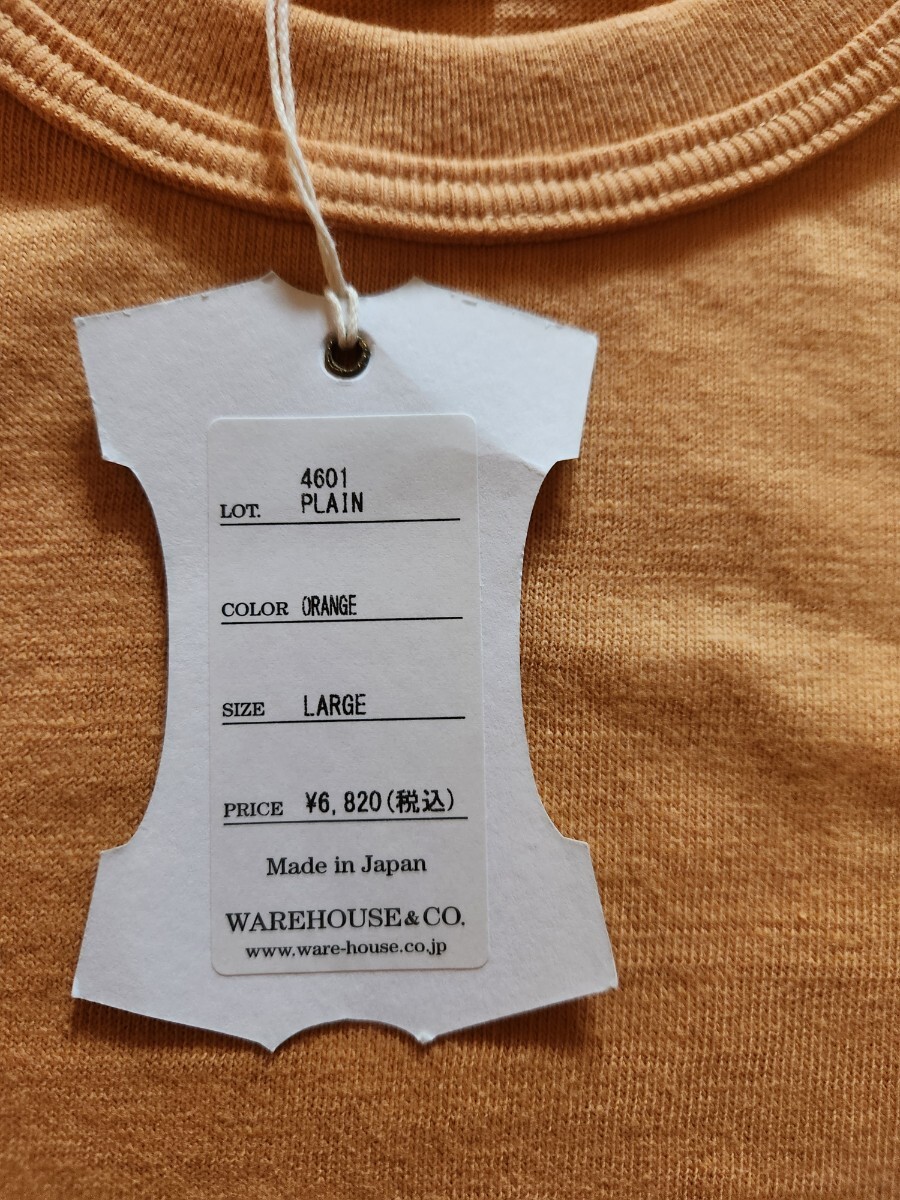 4601
LOT. PLAIN
COLOR ORANGE
SIZE LARGE
PRICE ¥6,820(税込)
Made in Japan
WAREHOUSE&CO.
www.ware-house.co.jp